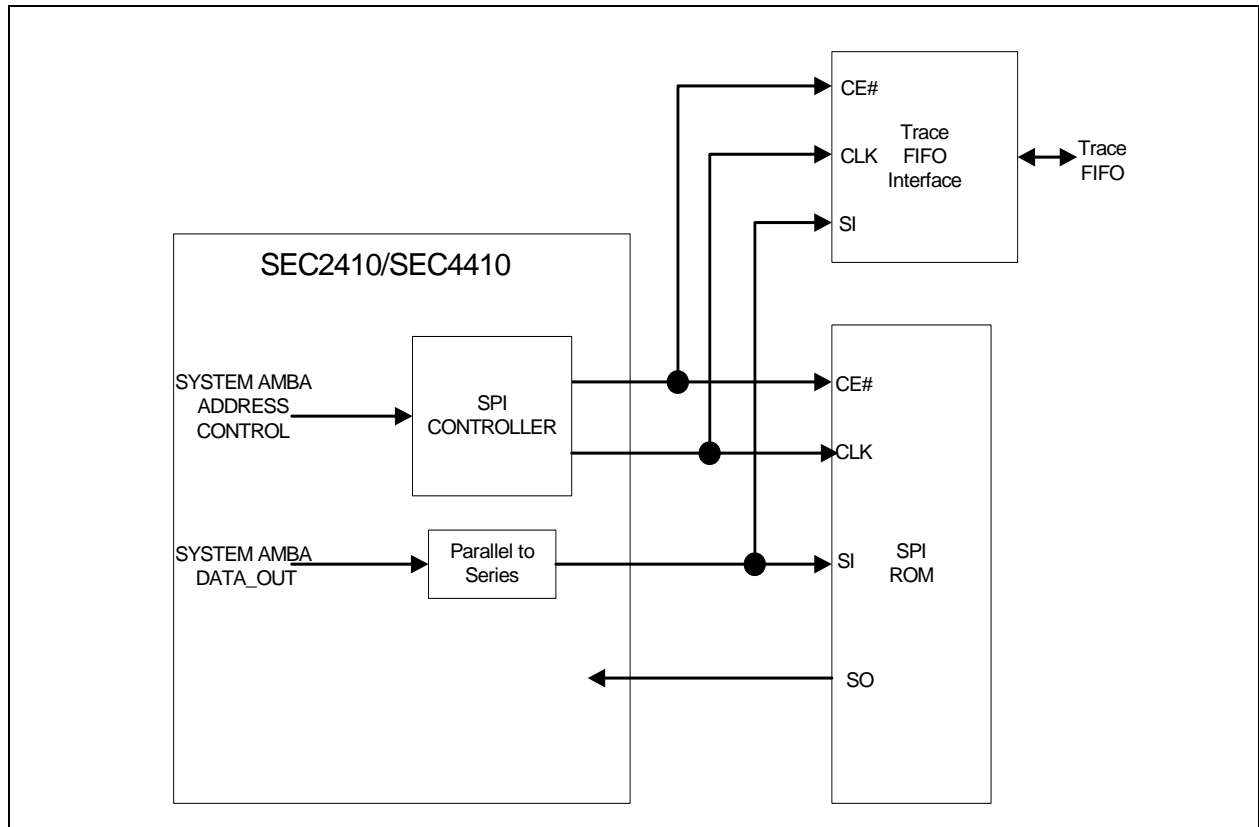 CE#
Trace
FIFO
Interface
CLK
SI
Trace
FIFO
SEC2410/SEC4410
SYSTEM AMBA
ADDRESS
CONTROL
SPI
CONTROLLER
CE#
CLK
SYSTEM AMBA
DATA_OUT
Parallel to
Series
SI
SPI
ROM
SO